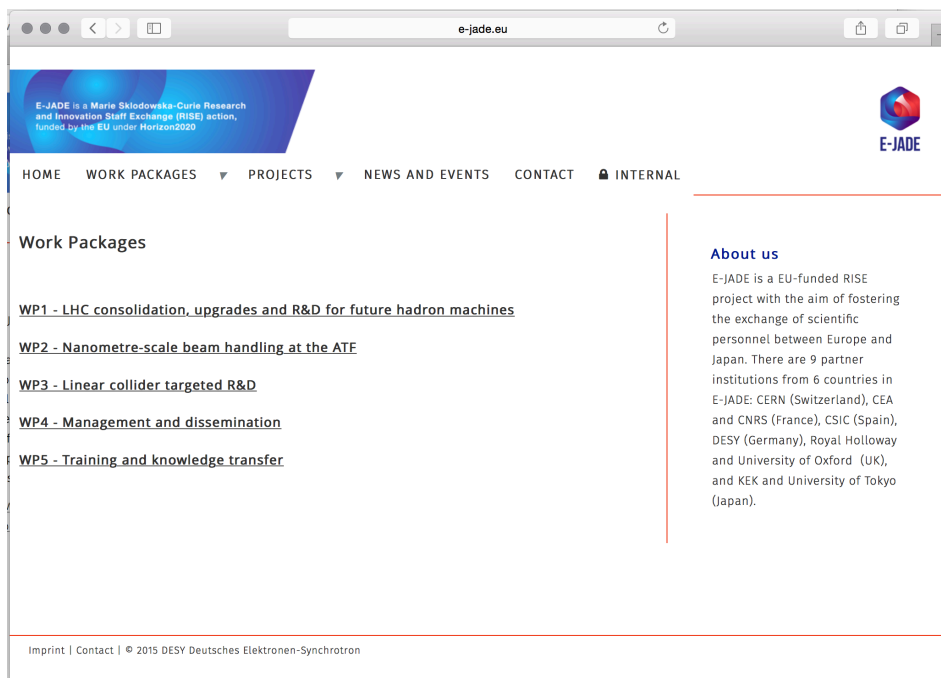 e-jade.eu
E-JADE is a Marie Sklodowska-Curie Research
and Innovation Staff Exchange (RISE) action,
funded by the EU under Horizon2020
E-JADE
HOME WORK PACKAGES PROJECTS NEWS AND EVENTS CONTACT INTERNAL
Work Packages
WP1 - LHC consolidation, upgrades and R&D for future hadron machines
WP2 - Nanometre-scale beam handling at the ATF
WP3 - Linear collider targeted R&D
WP4 - Management and dissemination
WP5 - Training and knowledge transfer
About us
E-JADE is a EU-funded RISE
project with the aim of fostering
the exchange of scientific
personnel between Europe and
Japan. There are 9 partner
institutions from 6 countries in
E-JADE: CERN (Switzerland), CEA
and CNRS (France), CSIC (Spain),
DESY (Germany), Royal Holloway
and University of Oxford (UK),
and KEK and University of Tokyo
(Japan).
Imprint | Contact | © 2015 DESY Deutsches Elektronen-Synchrotron